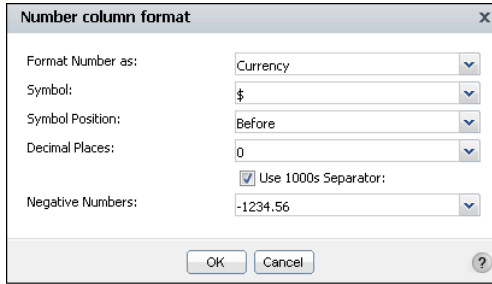 Number column format x
Format Number as: Currency
Symbol: $
Symbol Position: Before
Decimal Places: 0
Use 1000s Separator:
Negative Numbers: -1234.56
OK Cancel ?